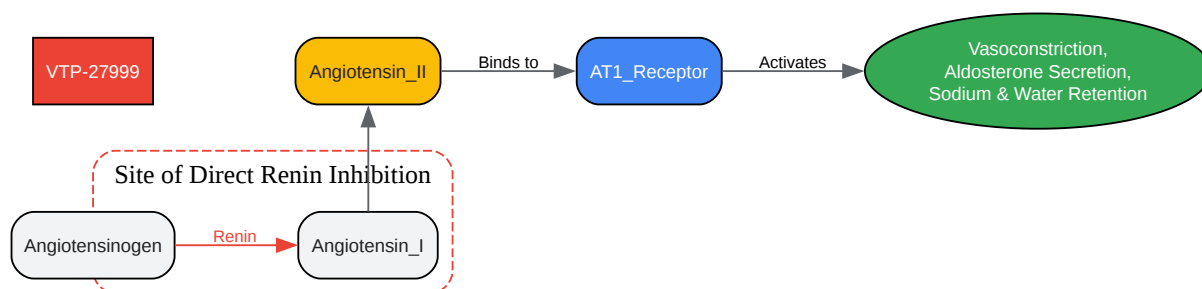 VTP-27999
Angiotensin_II
Binds to
AT1_Receptor
Activates
Vasoconstriction,
Aldosterone Secretion,
Sodium & Water Retention
Site of Direct Renin Inhibition
Angiotensinogen
Renin
Angiotensin_I